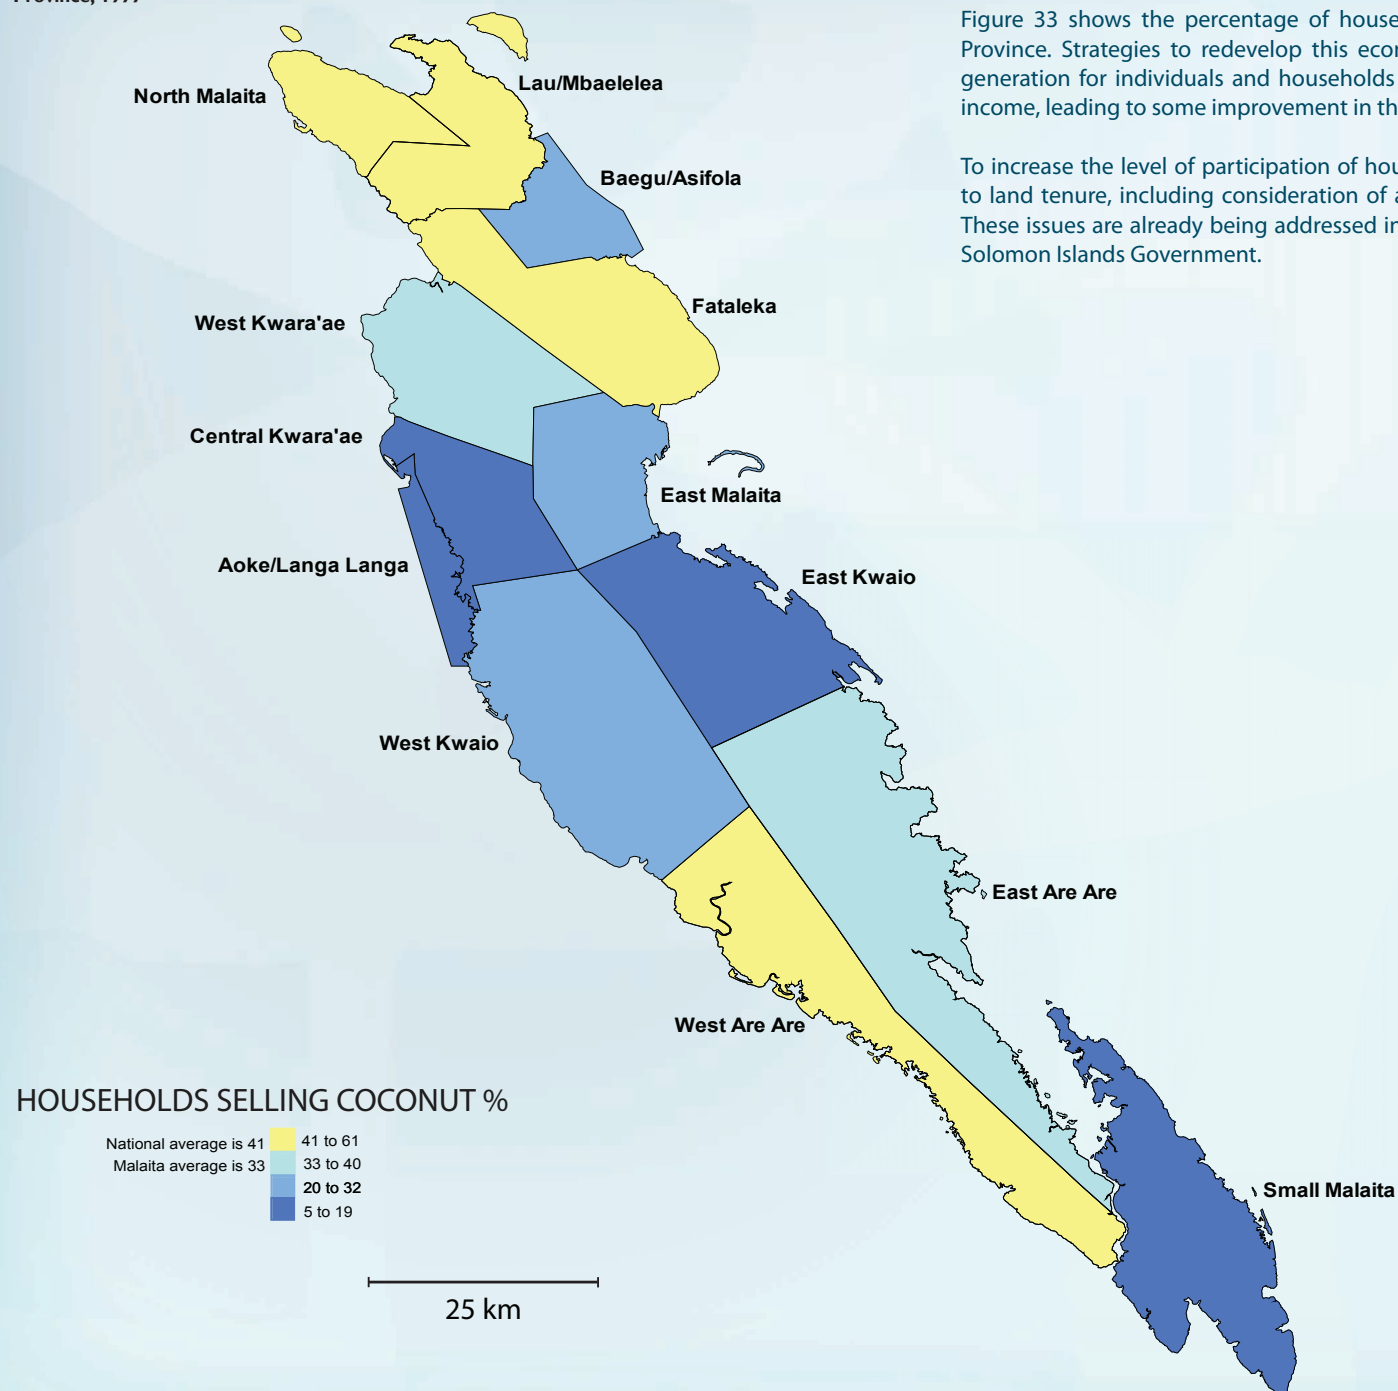 Figure 33 shows the percentage of house
Province. Strategies to redevelop this econ
generation for individuals and households
income, leading to some improvement in th
To increase the level of participation of hou
to land tenure, including consideration of a
These issues are already being addressed in
Solomon Islands Government.
North Malaita
Lau/Mbaelelea
Baegu/Asifola
Fataleka
West Kwara'ae
Central Kwara'ae
East Malaita
Aoke/Langa Langa
East Kwaio
West Kwaio
East Are Are
West Are Are
Small Malaita
HOUSEHOLDS SELLING COCONUT %
National average is 41 41 to 61
Malaita average is 33 33 to 40
20 to 32
5 to 19
25 km